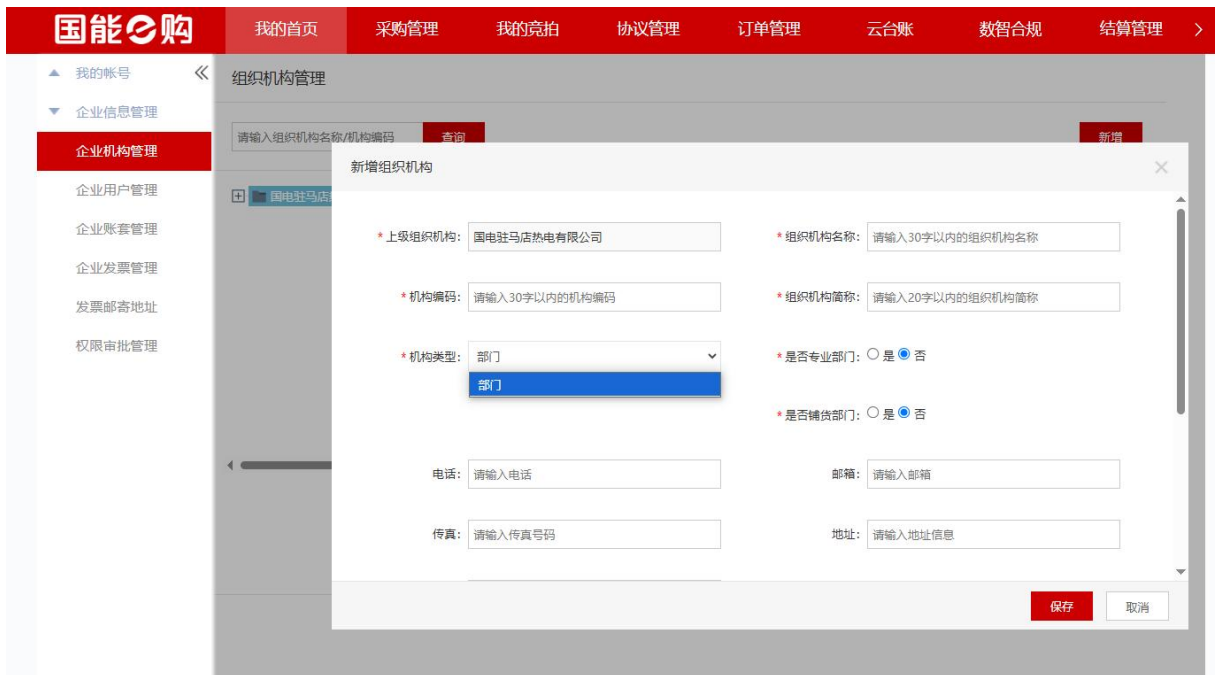 国能e购 我的首页 采购管理 我的竞拍 协议管理 订单管理 云台账 数智合规 结算管理
我的帐号
组织机构管理
企业信息管理
请输入组织机构名称/机构编码 查询 新增
企业机构管理
新增组织机构
企业用户管理
国电驻马店
* 上级组织机构: 国电驻马店热电有限公司 * 组织机构名称: 请输入30字以内的组织机构名称
企业账套管理
企业发票管理
* 机构编码: 请输入30字以内的机构编码 * 组织机构简称: 请输入20字以内的组织机构简称
发票邮寄地址
权限审批管理
* 机构类型: 部门 * 是否专业部门: 是 否
部门
* 是否铺货部门: 是 否
电话: 请输入电话 邮箱: 请输入邮箱
传真: 请输入传真号码 地址: 请输入地址信息
保存 取消